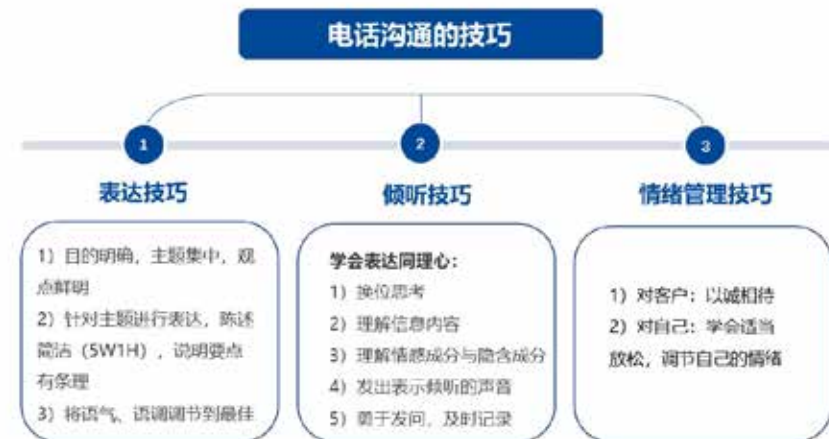 电话沟通的技巧
1
2
3
表达技巧
倾听技巧
情绪管理技巧
1）目的明确，主题集中，观
点鲜明
2）针对主题进行表达，陈述
简洁（5W1H），说明要点
有条理
3）将语气、语调调节到最佳
学会表达同理心：
1）换位思考
2）理解信息内容
3）理解情感成分与隐含成分
4）发出表示倾听的声音
5）勇于发问，及时记录
1）对客户：以诚相待
2）对自己：学会适当
放松，调节自己的情绪